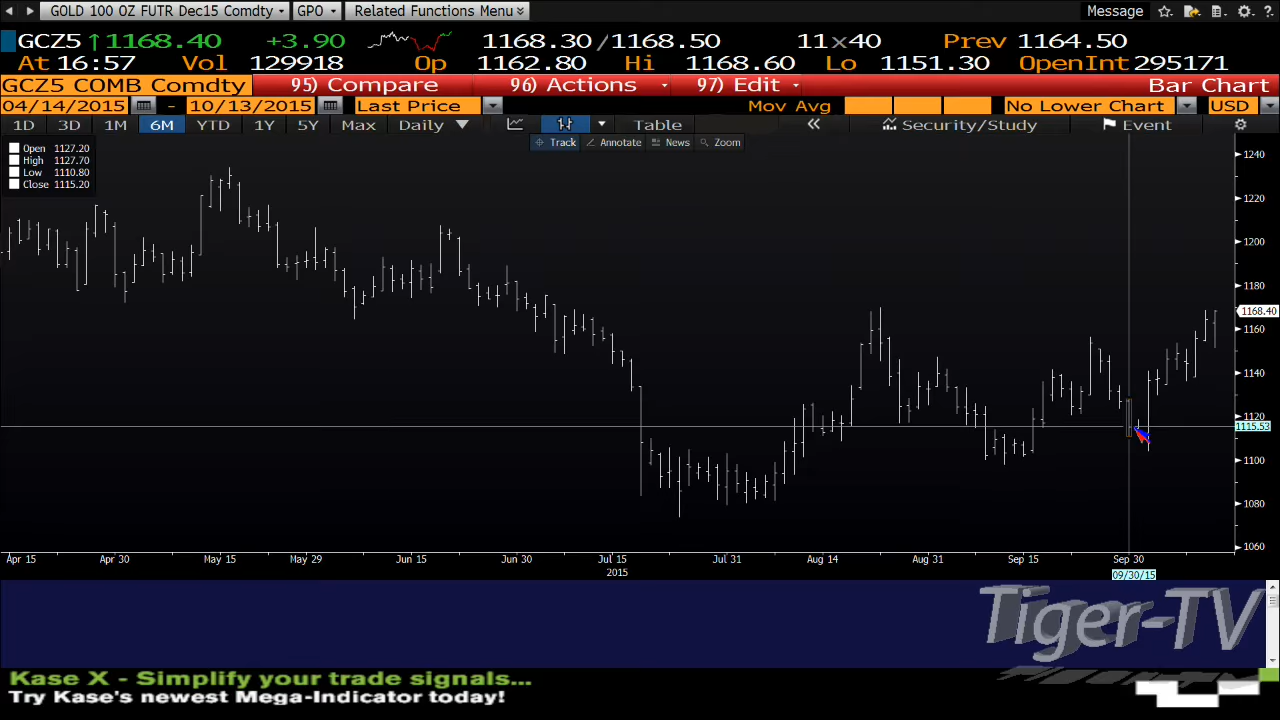 GOLD 100 OZ FUTR Dec15 Comdty GPO Related Functions Menu Message
GCZ5 ↑1168.40 +3.90 1168.30/1168.50 11x40 Prev 1164.50
At 16:57 Vol 129918 Op 1162.80 Hi 1168.60 Lo 1151.30 OpenInt 295171
GCZ5 COMB Comdty 95) Compare 96) Actions 97) Edit Bar Chart
04/14/2015 - 10/13/2015 Last Price Mov Avg No Lower Chart USD
1D 3D 1M 6M YTD 1Y 5Y Max Daily Table « Security/Study Event
Track Annotate News Zoom
Open 1127.20
High 1127.70
Low 1110.80
Close 1115.20
1240
1220
1200
1180
1168.40
1160
1140
1120
1115.53
1100
1080
1060
Apr 15 Apr 30 May 15 May 29 Jun 15 Jun 30 Jul 15 Jul 31 Aug 14 Aug 31 Sep 15 Sep 30
2015 09/30/15
Tiger-TV
Kase X - Simplify your trade signals...
Try Kase's newest Mega-Indicator today!